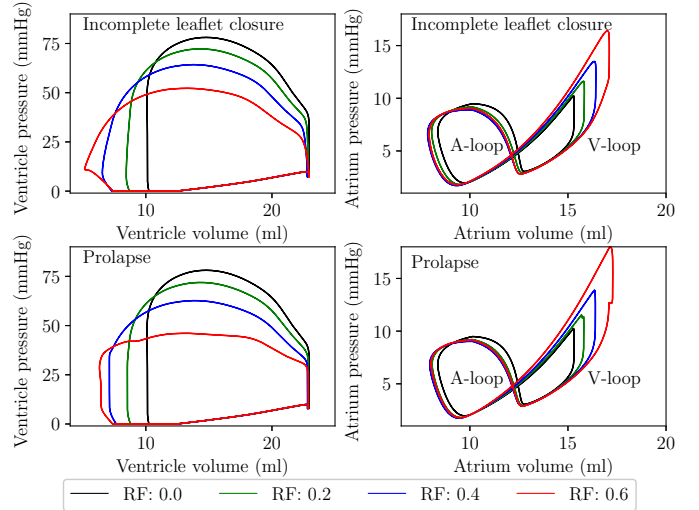 Incomplete leaflet closure
Ventricle pressure (mmHg)
75
50
25
0
10
20
Ventricle volume (ml)
Incomplete leaflet closure
Atrium pressure (mmHg)
15
10
5
A-loop
V-loop
10
15
20
Atrium volume (ml)
Prolapse
Ventricle pressure (mmHg)
75
50
25
0
10
20
Ventricle volume (ml)
Prolapse
Atrium pressure (mmHg)
15
10
5
A-loop
V-loop
10
15
20
Atrium volume (ml)
RF: 0.0 RF: 0.2 RF: 0.4 RF: 0.6